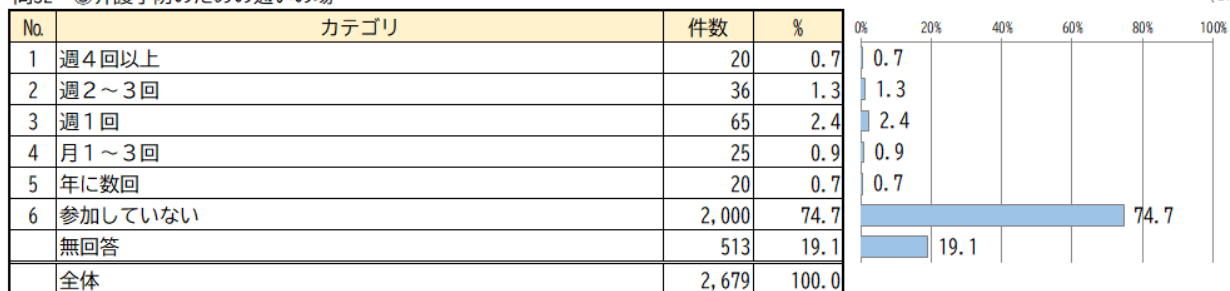 No. カテゴリ 件数 % 0% 20% 40% 60% 80% 100%
1 週4回以上 20 0.7 0.7
2 週2～3回 36 1.3 1.3
3 週1回 65 2.4 2.4
4 月1～3回 25 0.9 0.9
5 年に数回 20 0.7 0.7
6 参加していない 2,000 74.7 74.7
無回答 513 19.1 19.1
全体 2,679 100.0